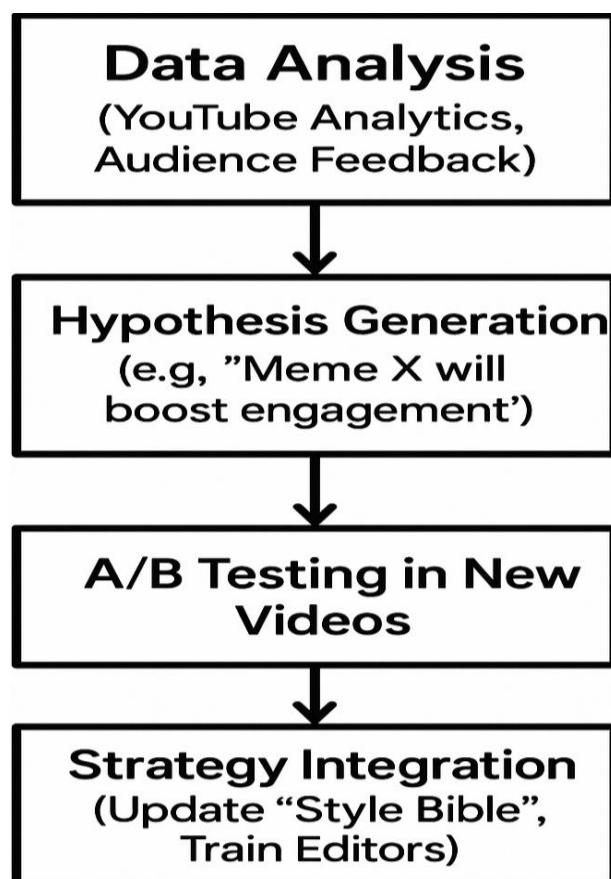 Data Analysis
(YouTube Analytics,
Audience Feedback)
Hypothesis Generation
(e.g, ”Meme X will
boost engagement’)
A/B Testing in New
Videos
Strategy Integration
(Update “Style Bible”,
Train Editors)